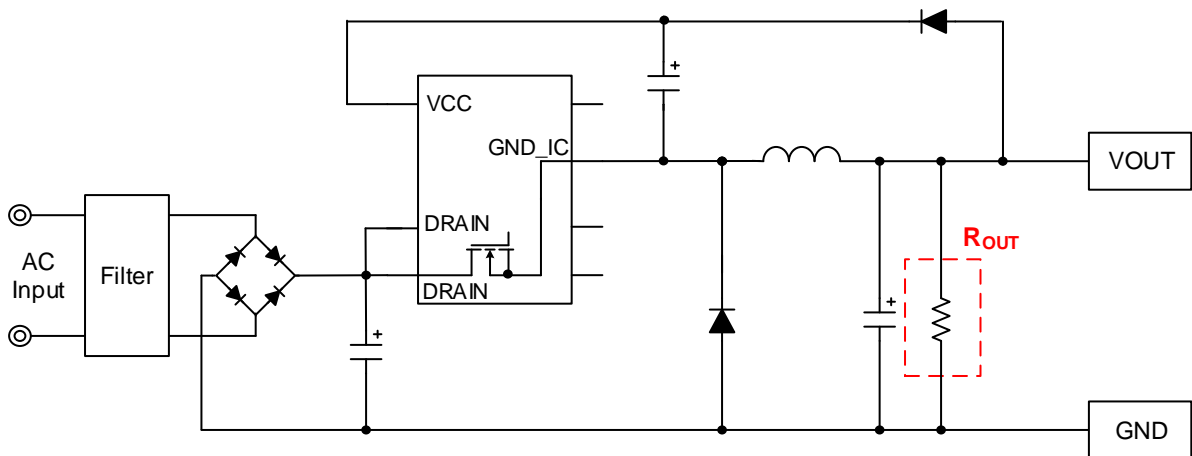 VCC
GND_IC
VOUT
DRAIN
ROUT
AC
Input
Filter
DRAIN
GND
+
+
+